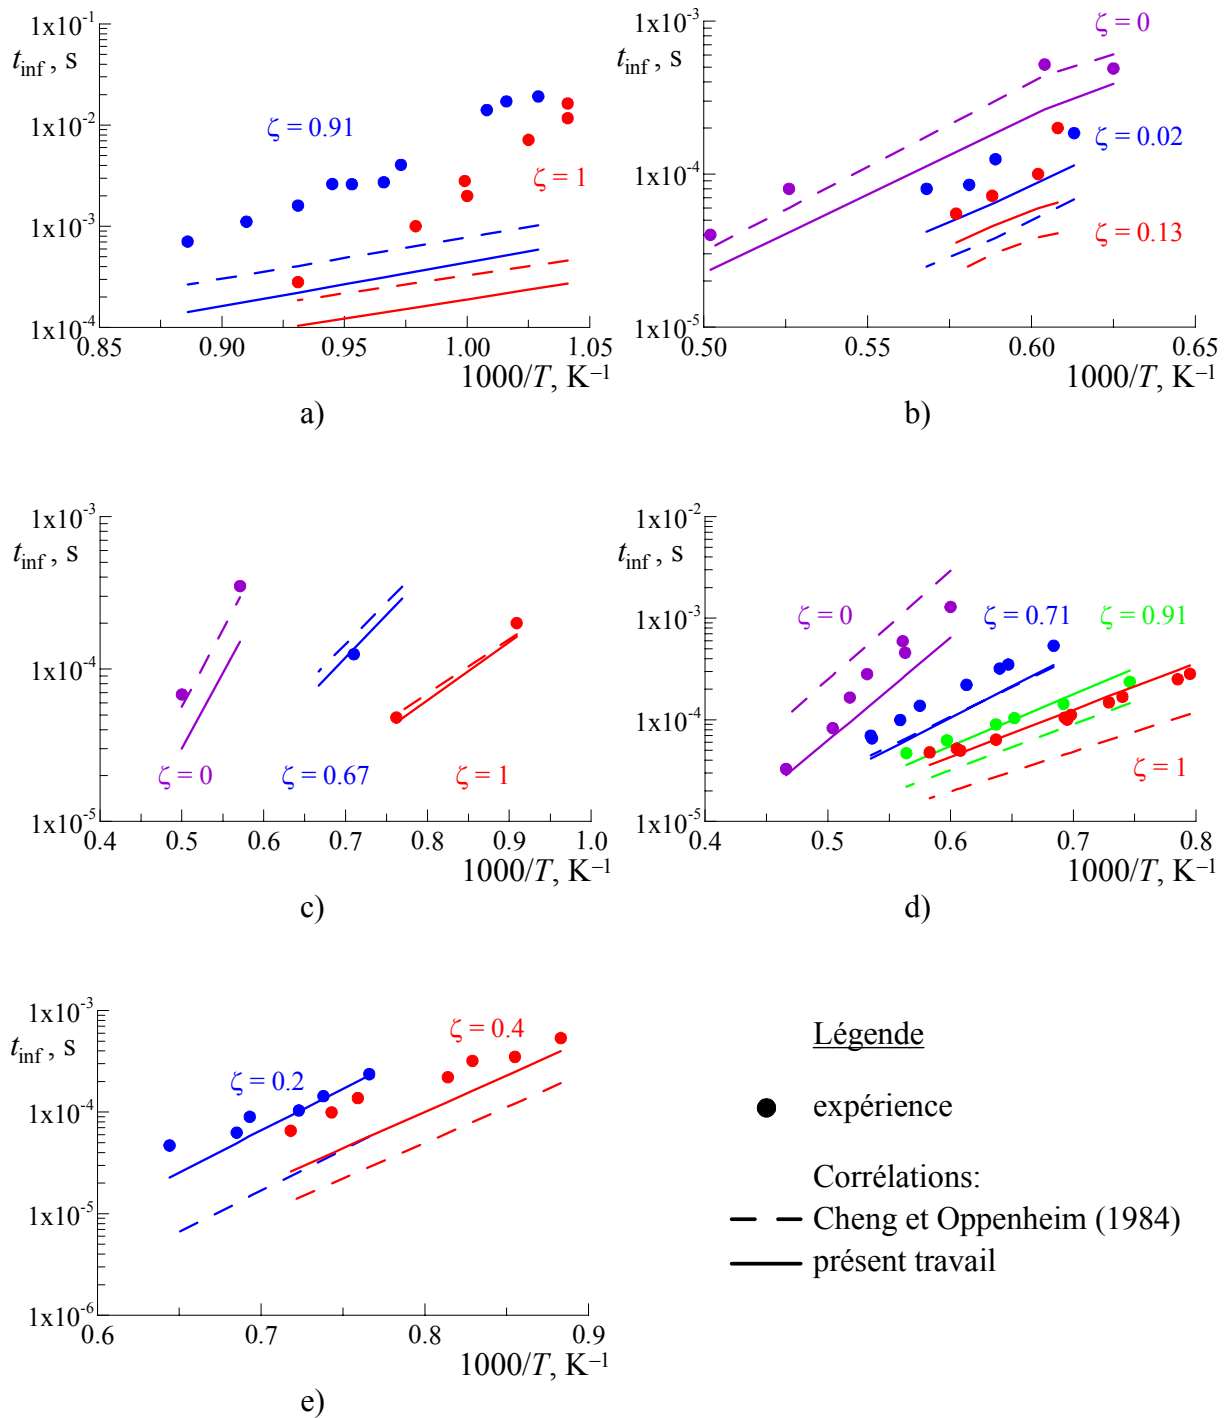 1x10⁻¹
t_inf , s
1x10⁻²
ζ = 0.91
ζ = 1
1x10⁻³
1x10⁻⁴
0.85 0.90 0.95 1.00 1.05
1000/T, K⁻¹
a)
1x10⁻³
t_inf , s
ζ = 0
1x10⁻⁴
ζ = 0.02
ζ = 0.13
1x10⁻⁵
0.50 0.55 0.60 0.65
1000/T, K⁻¹
b)
1x10⁻³
t_inf , s
1x10⁻⁴
ζ = 0
ζ = 0.67
ζ = 1
1x10⁻⁵
0.4 0.5 0.6 0.7 0.8 0.9 1.0
1000/T, K⁻¹
c)
1x10⁻²
t_inf , s
1x10⁻³
ζ = 0
ζ = 0.71
ζ = 0.91
1x10⁻⁴
ζ = 1
1x10⁻⁵
0.4 0.5 0.6 0.7 0.8
1000/T, K⁻¹
d)
1x10⁻³
t_inf , s
ζ = 0.4
ζ = 0.2
1x10⁻⁴
1x10⁻⁵
1x10⁻⁶
0.6 0.7 0.8 0.9
1000/T, K⁻¹
e)
Légende
expérience
Corrélations:
Cheng et Oppenheim (1984)
présent travail